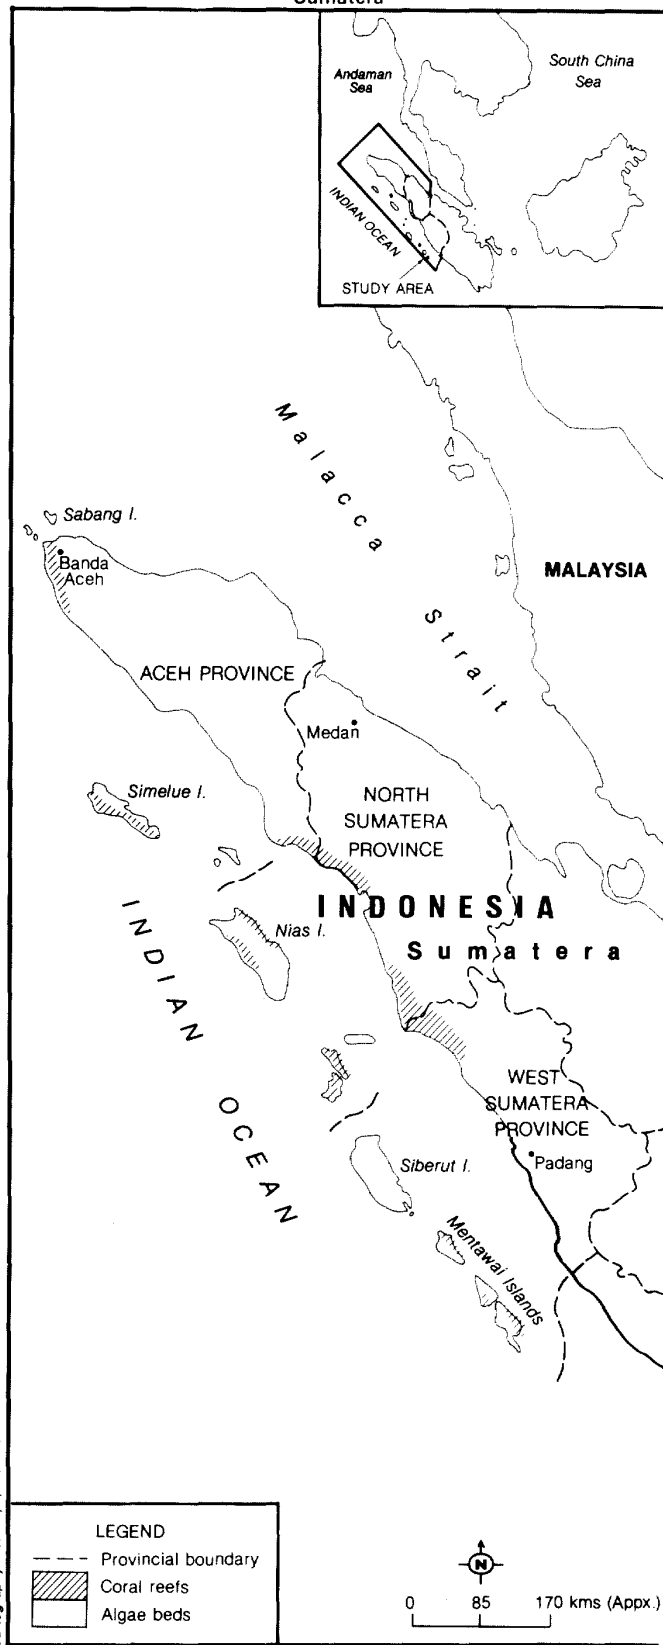 Sumatera
Andaman
Sea
South China
Sea
INDIAN OCEAN
STUDY AREA
Malacca Strait
Sabang I.
Banda
Aceh
MALAYSIA
ACEH PROVINCE
Medan
Simelue I.
NORTH
SUMATERA
PROVINCE
INDONESIA
Nias I.
Sumatera
INDIAN OCEAN
WEST
SUMATERA
PROVINCE
Siberut I.
Padang
Mentawai Islands
LEGEND
Provincial boundary
Coral reefs
Algae beds
N
0 85 170 kms (Appx.)